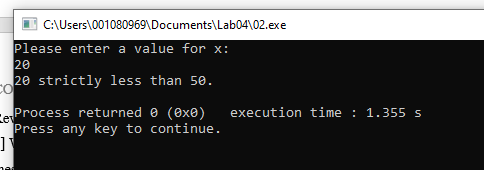 C:\Users\001080969\Documents\Lab04\02.exe
Please enter a value for x:
20
20 strictly less than 50.
Process returned 0 (0x0)   execution time : 1.355 s
Press any key to continue.